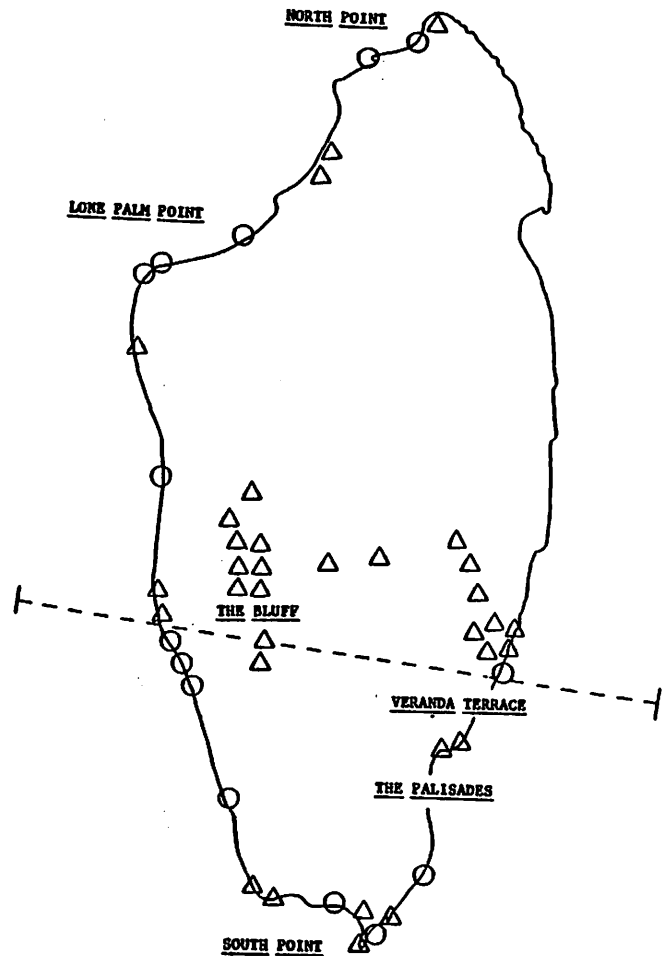 NORTH POINT
LONE PALM POINT
THE BLUFF
VERANDA TERRACE
THE PALISADES
SOUTH POINT